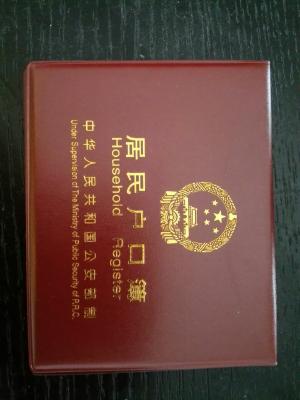 居民户口簿
Household Register
中华人民共和国公安部制
Under Supervision of The Ministry of Public Security of P.R.C.